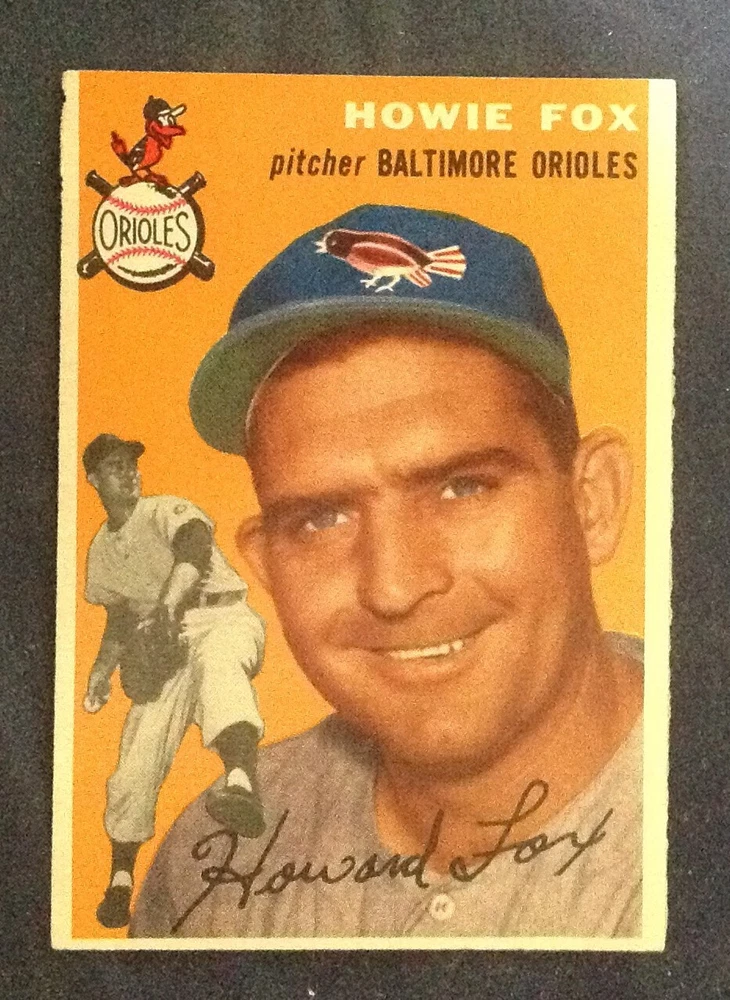 HOWIE FOX
pitcher BALTIMORE ORIOLES
ORIOLES
Howard Fox